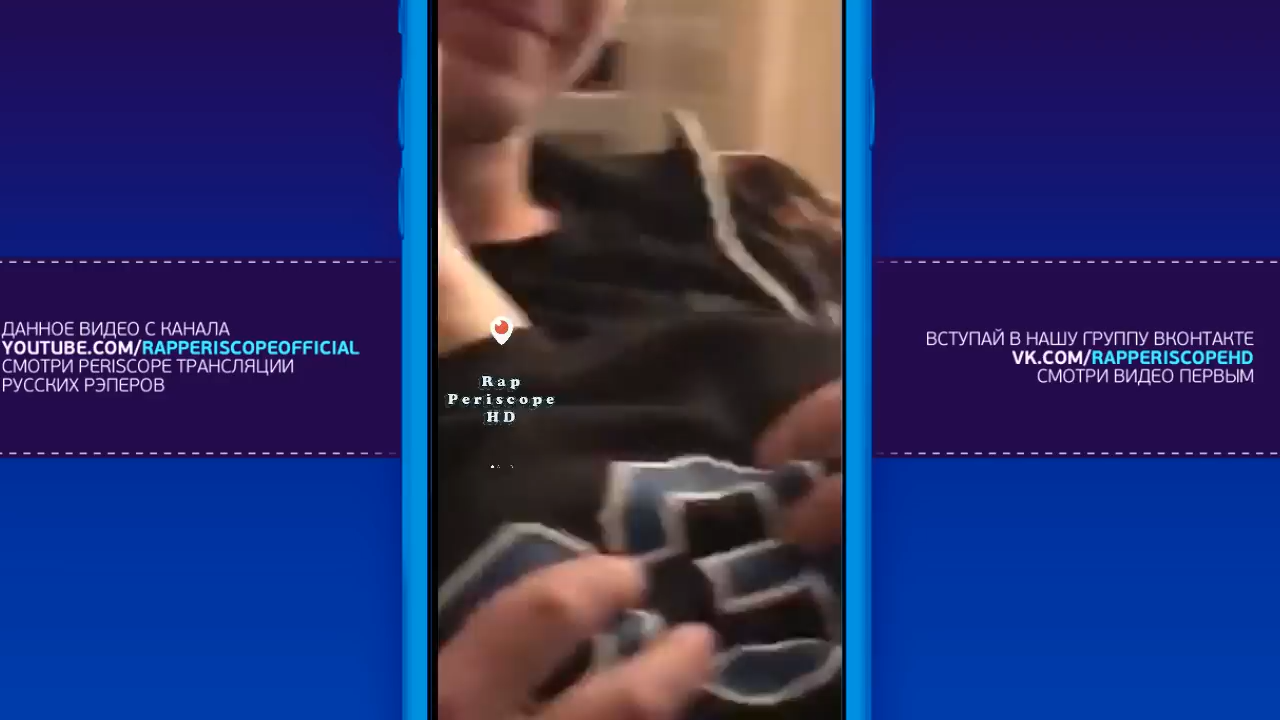 ДАННОЕ ВИДЕО С КАНАЛА
YOUTUBE.COM/RAPPERISCOPEOFFICIAL
СМОТРИ PERISCOPE ТРАНСЛЯЦИИ
РУССКИХ РЭПЕРОВ
Rap
Periscope
HD
ВСТУПАЙ В НАШУ ГРУППУ ВКОНТАКТЕ
VK.COM/RAPPERISCOPEHD
СМОТРИ ВИДЕО ПЕРВЫМ